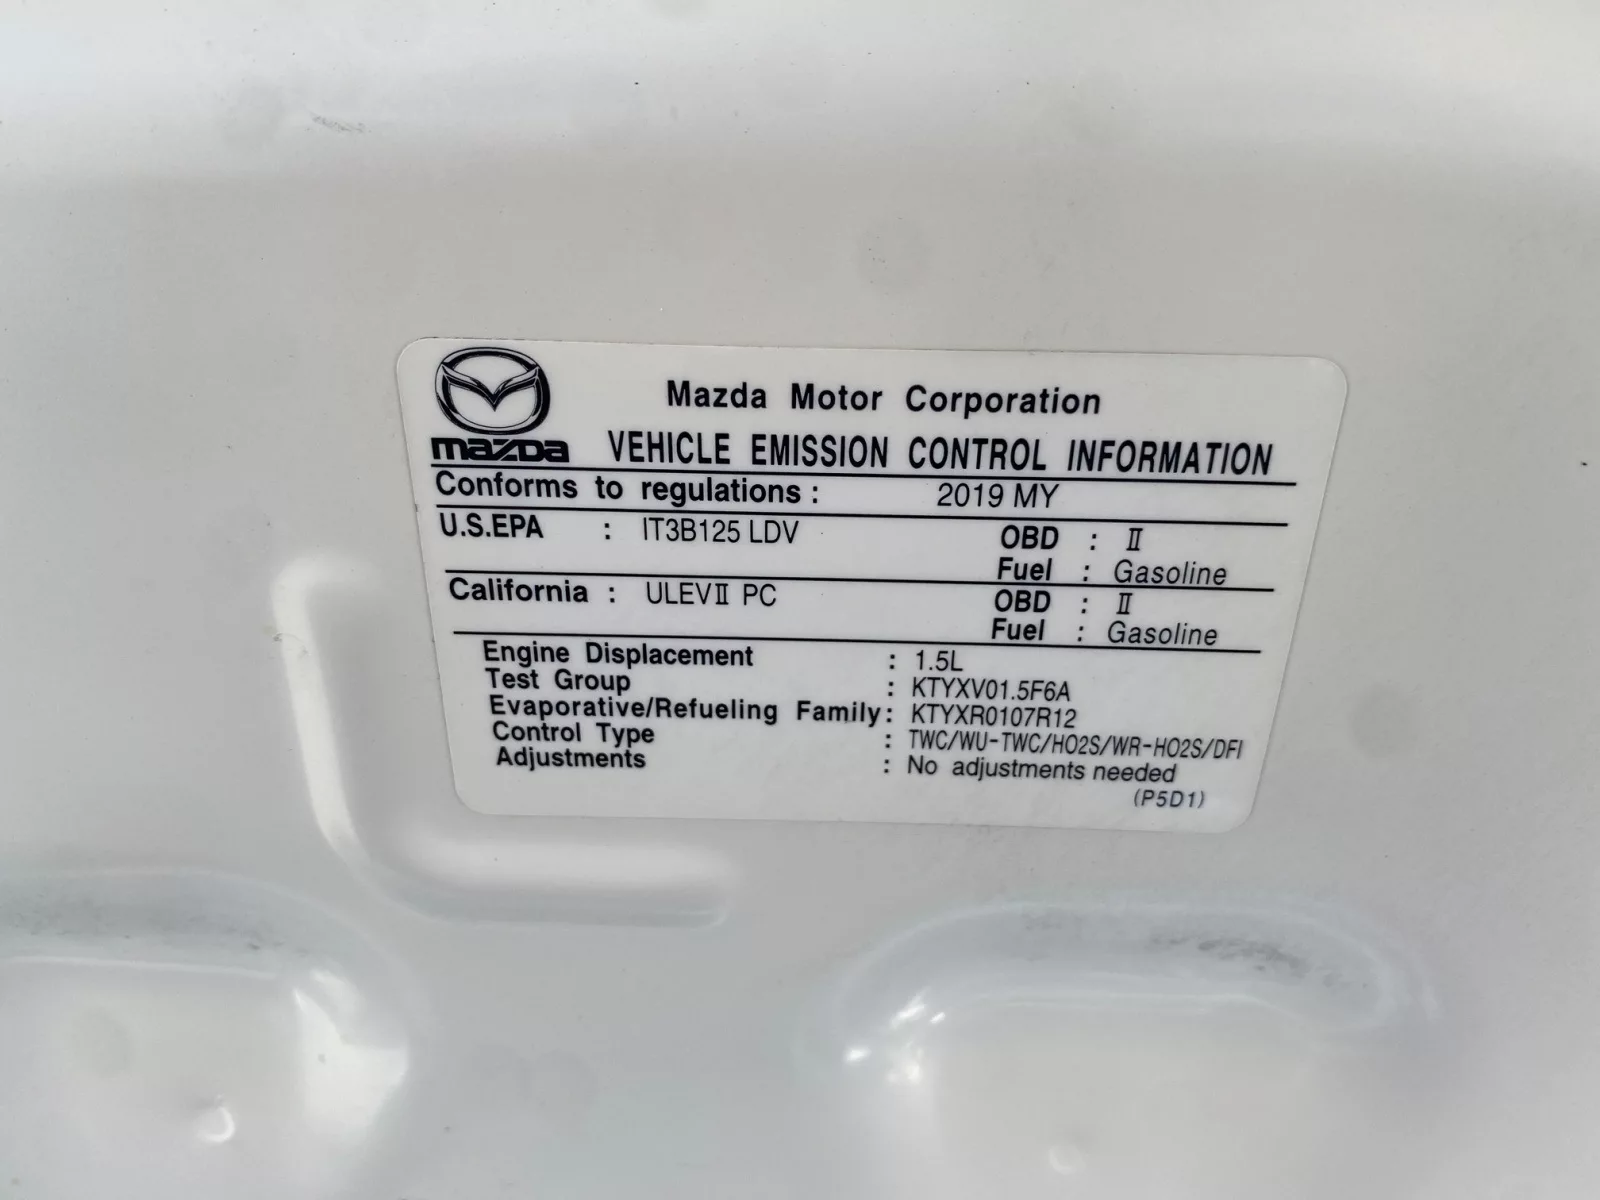 mazda
Mazda Motor Corporation
VEHICLE EMISSION CONTROL INFORMATION
Conforms to regulations : 2019 MY
U.S.EPA : IT3B125 LDV OBD : Ⅱ
Fuel : Gasoline
California : ULEVⅡ PC OBD : Ⅱ
Fuel : Gasoline
Engine Displacement : 1.5L
Test Group : KTYXV01.5F6A
Evaporative/Refueling Family : KTYXR0107R12
Control Type : TWC/WU-TWC/HO2S/WR-HO2S/DFI
Adjustments : No adjustments needed
(P5D1)